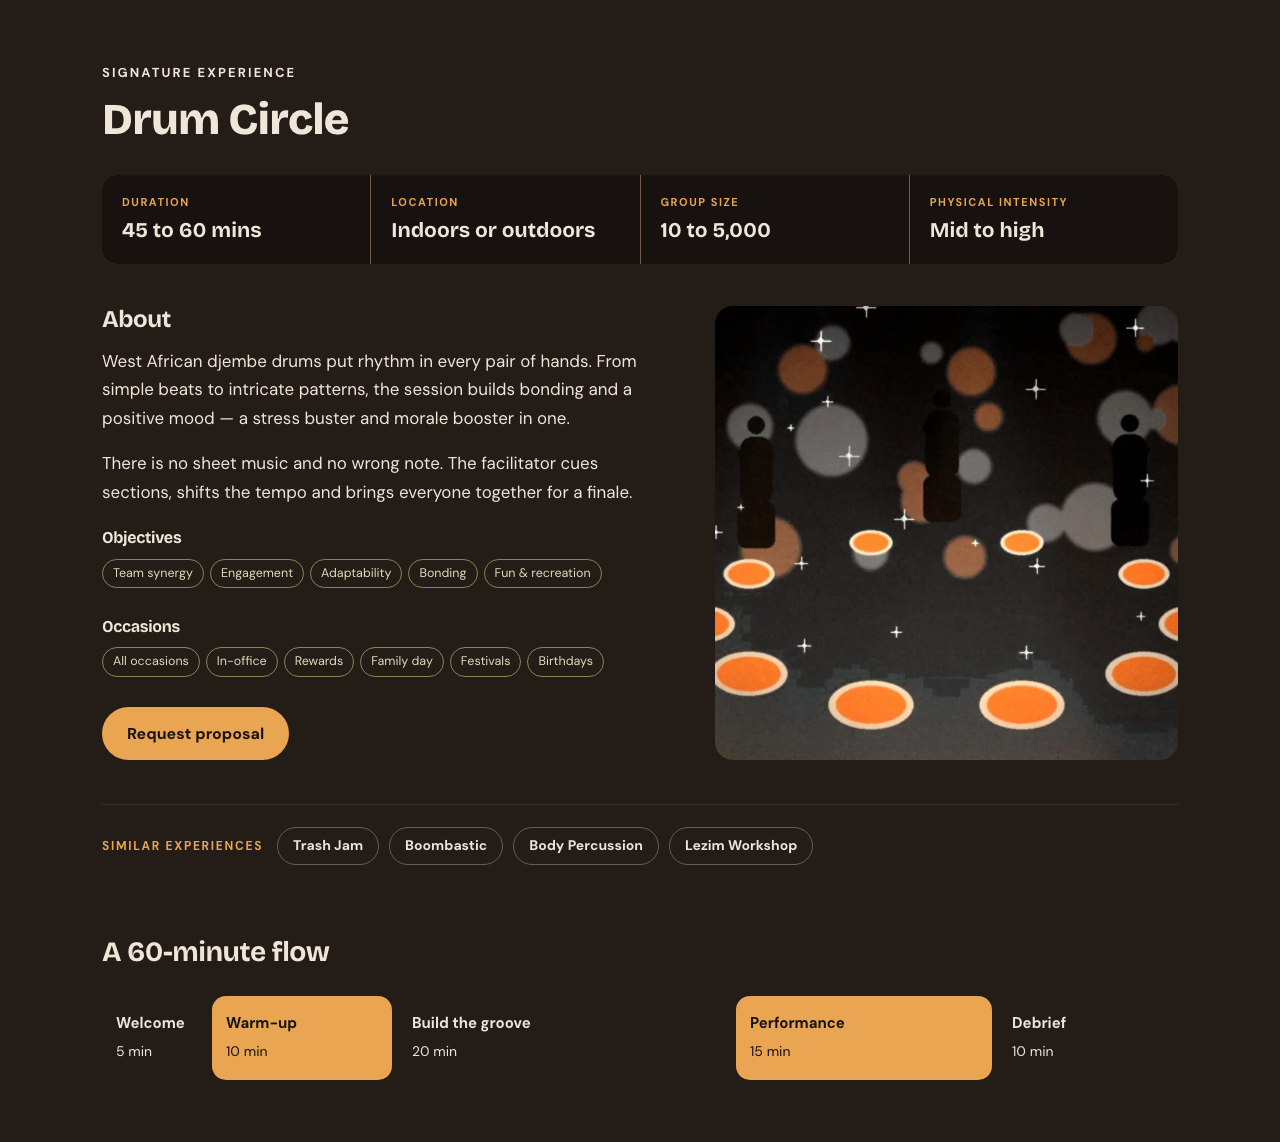 SIGNATURE EXPERIENCE
Drum Circle
DURATION
45 to 60 mins
LOCATION
Indoors or outdoors
GROUP SIZE
10 to 5,000
PHYSICAL INTENSITY
Mid to high
About
West African djembe drums put rhythm in every pair of hands. From
simple beats to intricate patterns, the session builds bonding and a
positive mood — a stress buster and morale booster in one.
There is no sheet music and no wrong note. The facilitator cues
sections, shifts the tempo and brings everyone together for a finale.
Objectives
Team synergy Engagement Adaptability Bonding Fun & recreation
Occasions
All occasions In-office Rewards Family day Festivals Birthdays
Request proposal
SIMILAR EXPERIENCES Trash Jam Boombastic Body Percussion Lezim Workshop
A 60-minute flow
Welcome
5 min
Warm-up
10 min
Build the groove
20 min
Performance
15 min
Debrief
10 min